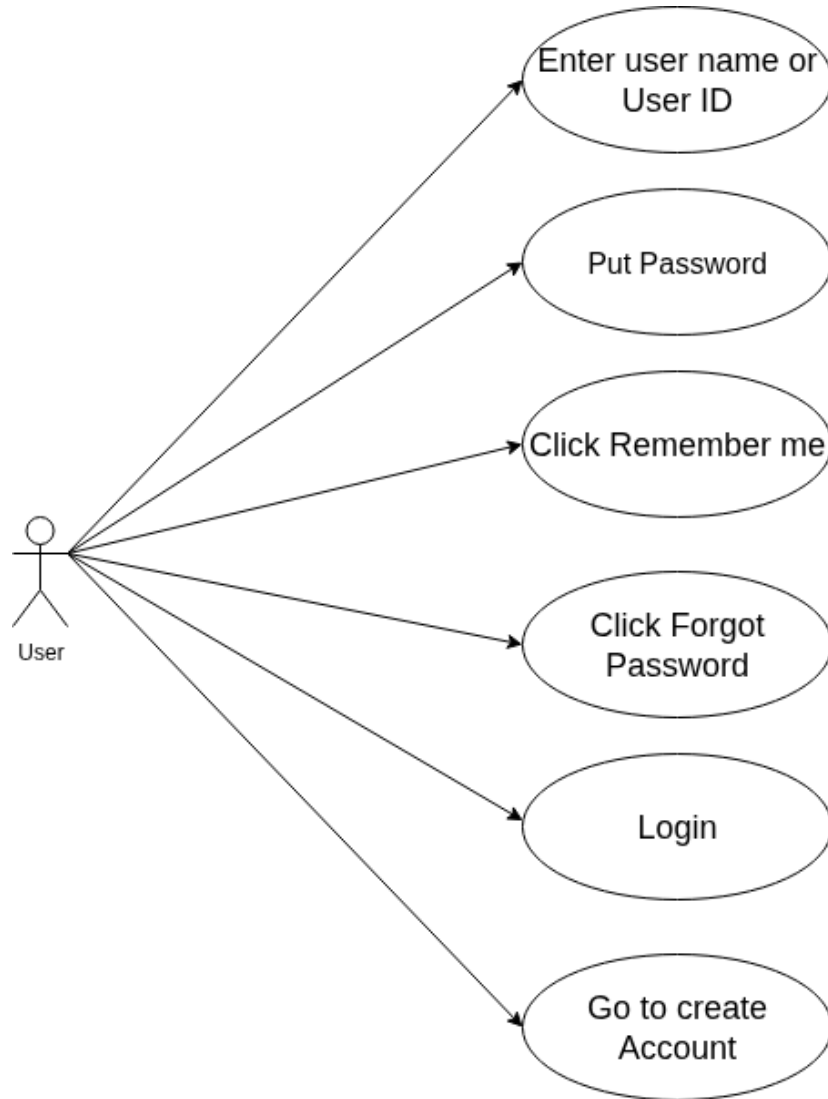 Enter user name or
User ID
Put Password
Click Remember me
User
Click Forgot
Password
Login
Go to create
Account